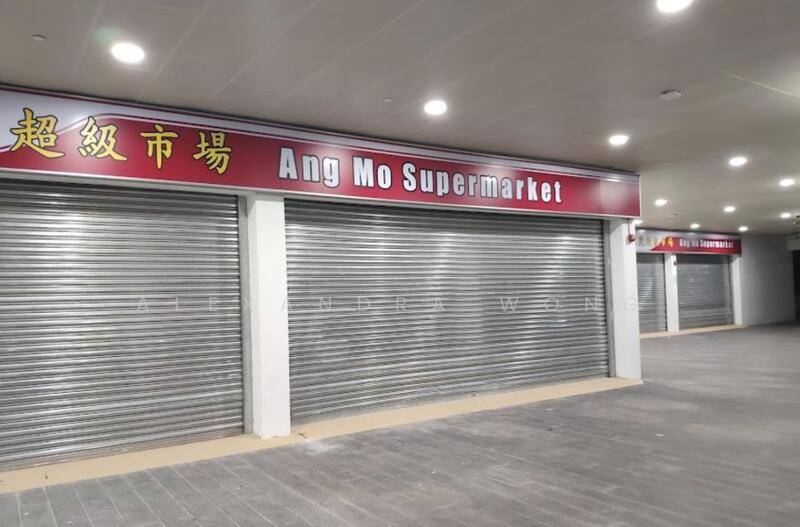 超級市場 Ang Mo Supermarket
Ang Mo Supermarket
ALEXANDRA WONG